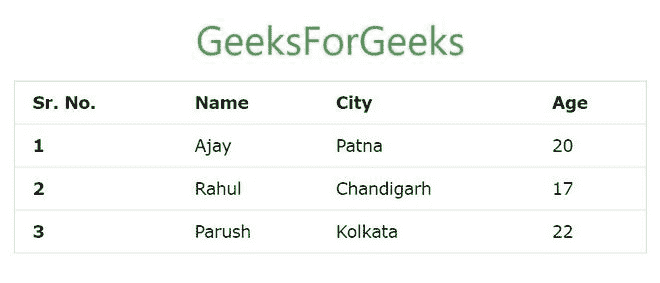 GeeksForGeeks
Sr. No. Name City Age
1 Ajay Patna 20
2 Rahul Chandigarh 17
3 Parush Kolkata 22